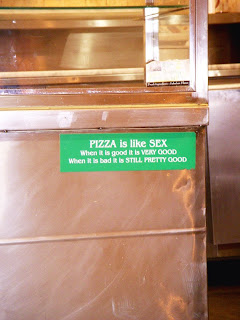 PIZZA is like SEX
When it is good it is VERY GOOD
When it is bad it is STILL PRETTY GOOD